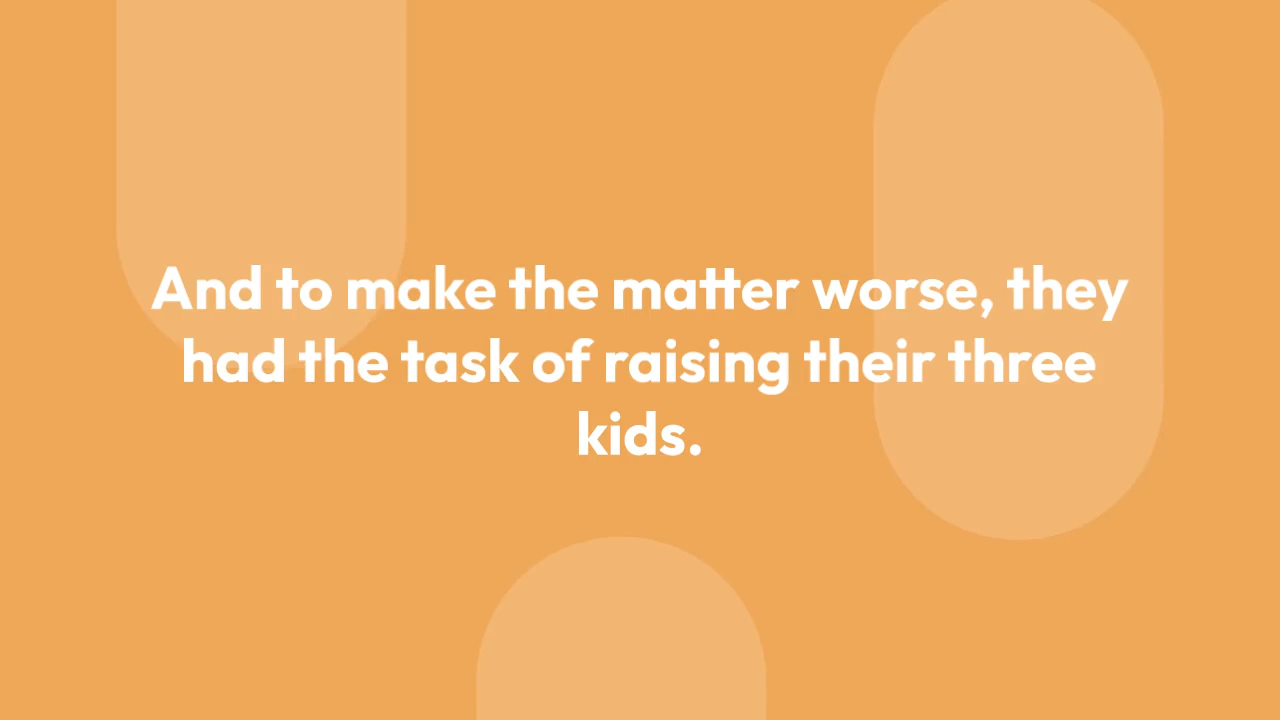 And to make the matter worse, they
had the task of raising their three
kids.